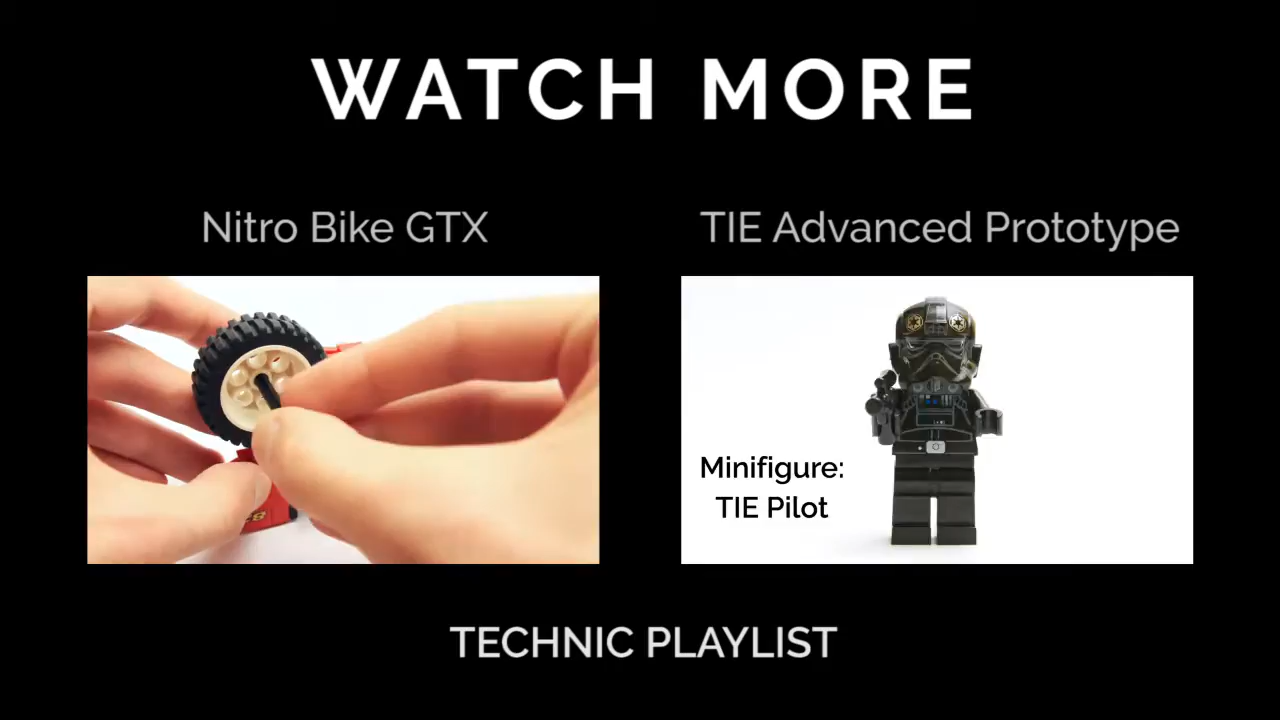 WATCH MORE
Nitro Bike GTX
TIE Advanced Prototype
Minifigure:
TIE Pilot
TECHNIC PLAYLIST